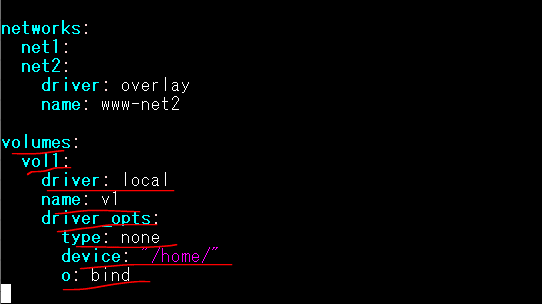 networks:
  net1:
  net2:
    driver: overlay
    name: www-net2
volumes:
  vol1:
    driver: local
    name: v1
    driver_opts:
      type: none
      device: "/home/"
      o: bind